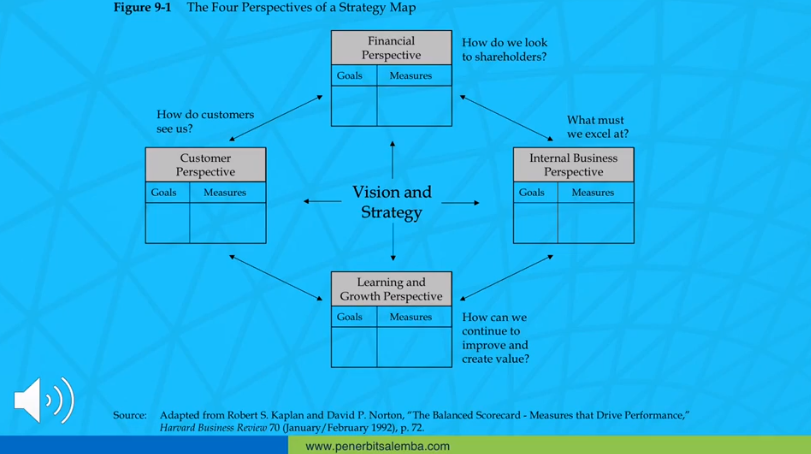 Figure 9-1 The Four Perspectives of a Strategy Map
Financial
Perspective
Goals Measures
How do we look
to shareholders?
How do customers
see us?
Customer
Perspective
Goals Measures
Vision and
Strategy
What must
we excel at?
Internal Business
Perspective
Goals Measures
Learning and
Growth Perspective
Goals Measures
How can we
continue to
improve and
create value?
Source: Adapted from Robert S. Kaplan and David P. Norton, "The Balanced Scorecard - Measures that Drive Performance,"
Harvard Business Review 70 (January/February 1992), p. 72.
www.penerbitsalemba.com